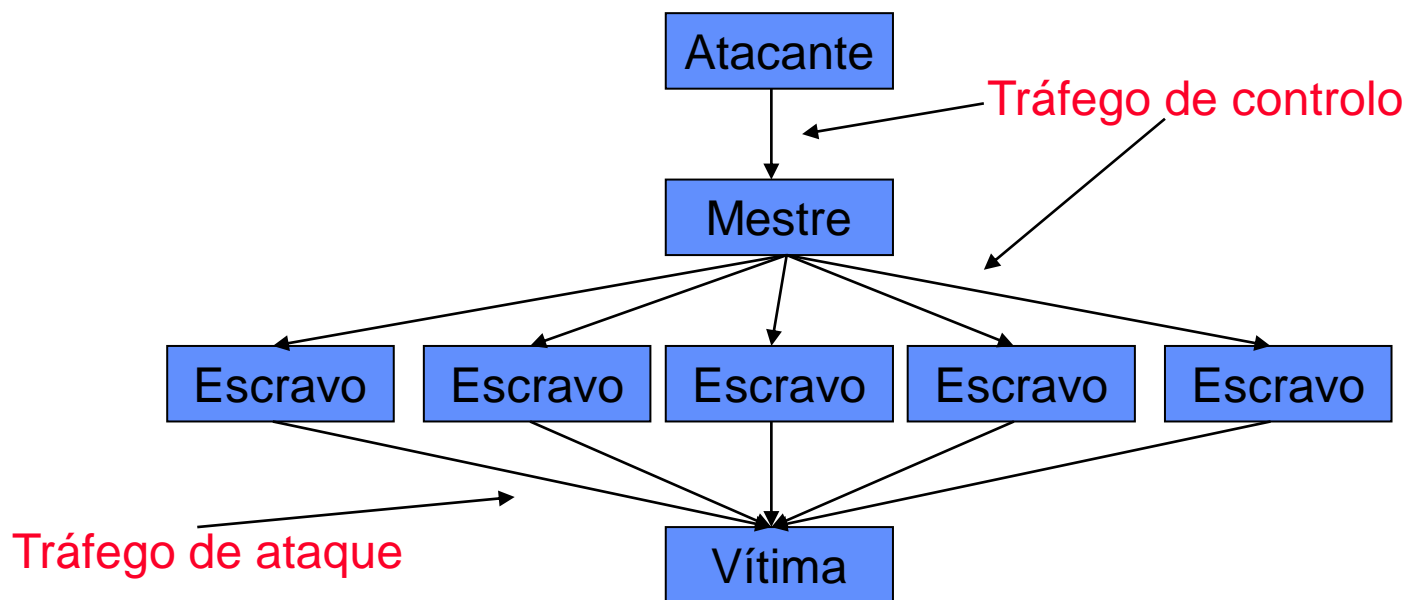 Atacante
Tráfego de controlo
Mestre
Escravo
Escravo
Escravo
Escravo
Escravo
Tráfego de ataque
Vítima